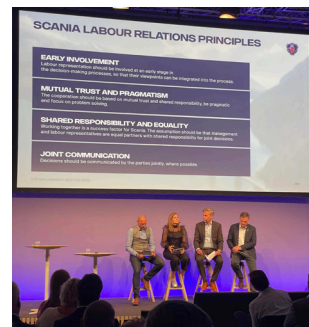 SCANIA LABOUR RELATIONS PRINCIPLES
EARLY INVOLVEMENT
Labour representation should be involved at an early stage in
the decision-making processes, so that their viewpoints can be integrated into the process.
MUTUAL TRUST AND PRAGMATISM
The cooperation should be based on mutual trust and shared responsibility, be pragmatic
and focus on problem solving.
SHARED RESPONSIBILITY AND EQUALITY
Working together is a success factor for Scania. The assumption should be that management
and labour representatives are equal partners with shared responsibility for joint decisions.
JOINT COMMUNICATION
Decisions should be communicated by the parties jointly, where possible.